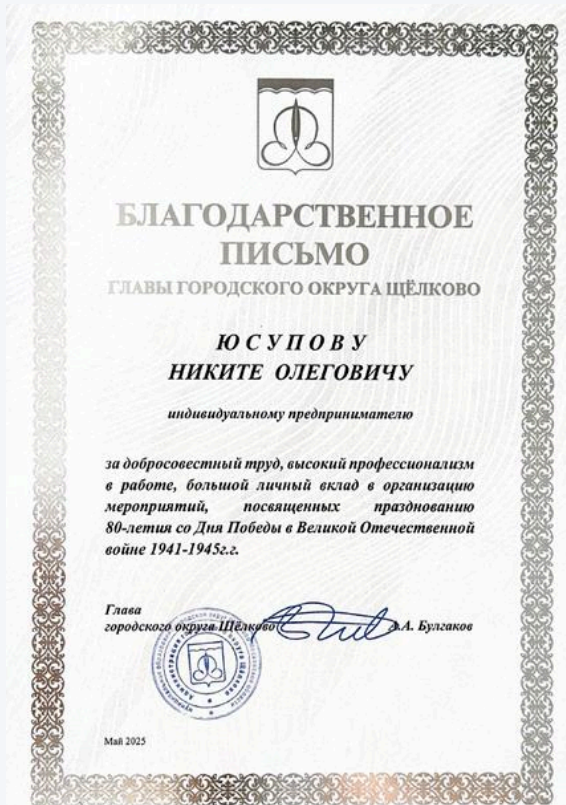 БЛАГОДАРСТВЕННОЕ
ПИСЬМО
ГЛАВЫ ГОРОДСКОГО ОКРУГА ЩЁЛКОВО
ЮСУПОВУ
НИКИТЕ ОЛЕГОВИЧУ
индивидуальному предпринимателю
за добросовестный труд, высокий профессионализм
в работе, большой личный вклад в организацию
мероприятий, посвященных празднованию
80-летия со Дня Победы в Великой Отечественной
войне 1941-1945г.г.
Глава
городского округа Щёлково
А.А. Булгаков
Май 2025